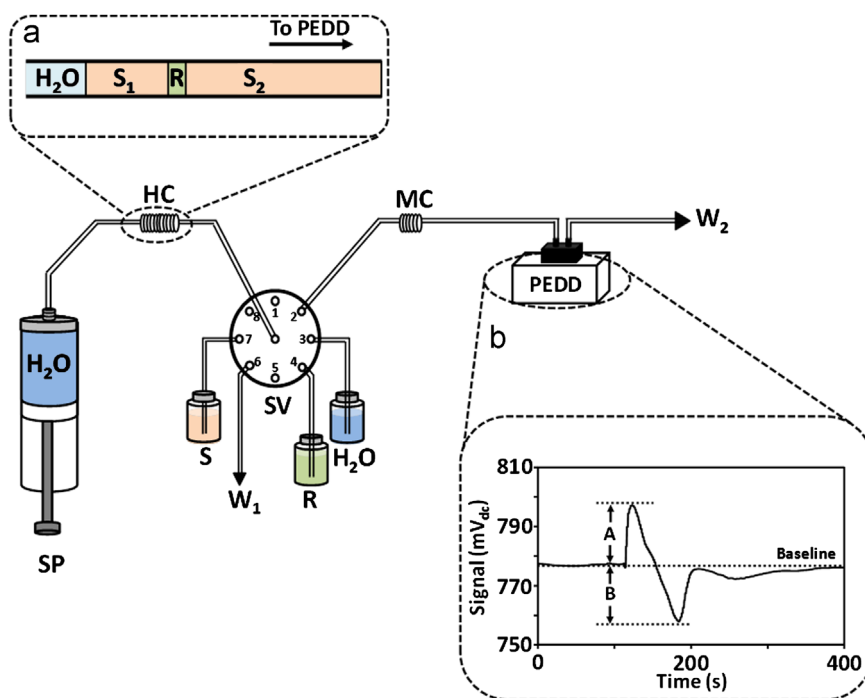 a
To PEDD
H₂O S₁ R S₂
HC
MC
W₂
PEDD
H₂O
1
8 2
7 3
6 4
5
SV
S
R
H₂O
W₁
SP
b
810
790
770
750
Signal (mVdc)
A
B
Baseline
0 200 400
Time (s)